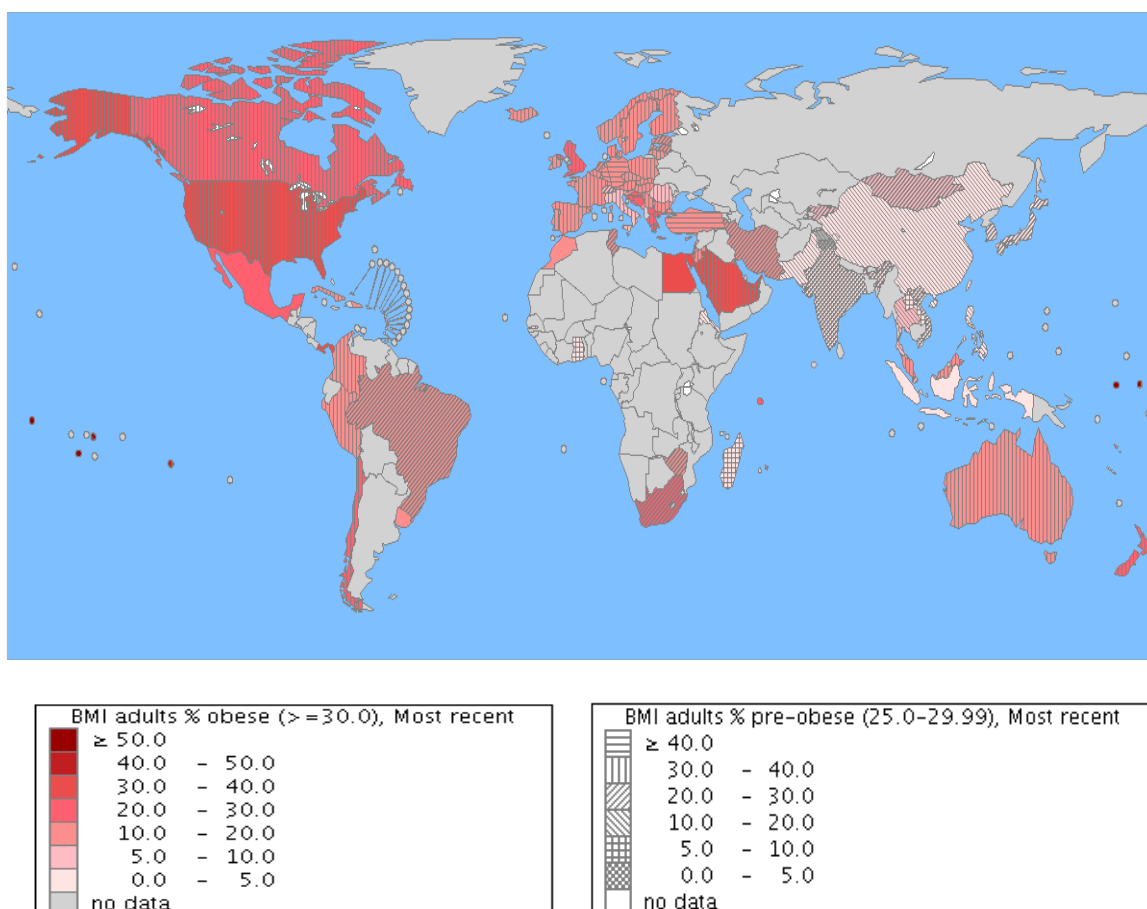 BMI adults % obese (>=30.0), Most recent
≥ 50.0
40.0 - 50.0
30.0 - 40.0
20.0 - 30.0
10.0 - 20.0
5.0 - 10.0
0.0 - 5.0
no data
BMI adults % pre-obese (25.0-29.99), Most recent
≥ 40.0
30.0 - 40.0
20.0 - 30.0
10.0 - 20.0
5.0 - 10.0
0.0 - 5.0
no data